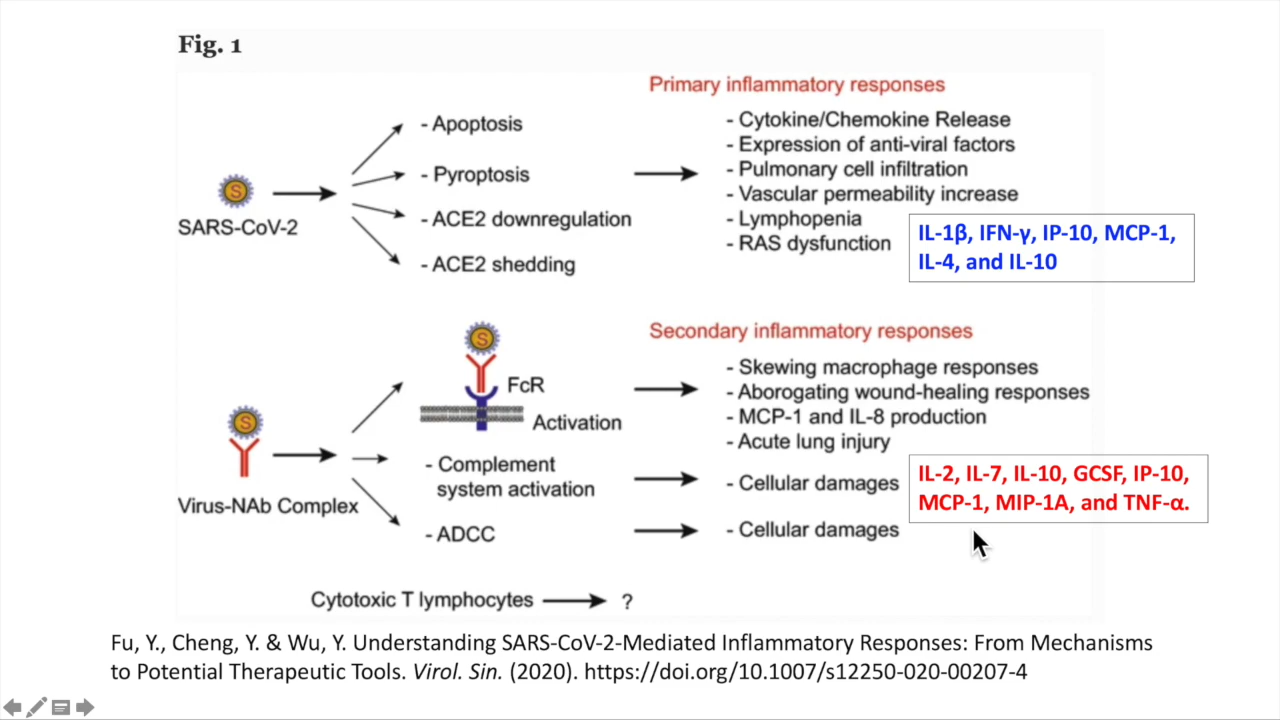 Fig. 1
Primary inflammatory responses
S
SARS-CoV-2
- Apoptosis
- Pyroptosis
- ACE2 downregulation
- ACE2 shedding
- Cytokine/Chemokine Release
- Expression of anti-viral factors
- Pulmonary cell infiltration
- Vascular permeability increase
- Lymphopenia
- RAS dysfunction
IL-1β, IFN-γ, IP-10, MCP-1,
IL-4, and IL-10
Secondary inflammatory responses
S
Virus-NAb Complex
S
FcR
Activation
- Complement
system activation
- ADCC
- Skewing macrophage responses
- Aborogating wound-healing responses
- MCP-1 and IL-8 production
- Acute lung injury
- Cellular damages
- Cellular damages
IL-2, IL-7, IL-10, GCSF, IP-10,
MCP-1, MIP-1A, and TNF-α.
Cytotoxic T lymphocytes
?
Fu, Y., Cheng, Y. & Wu, Y. Understanding SARS-CoV-2-Mediated Inflammatory Responses: From Mechanisms
to Potential Therapeutic Tools. Virol. Sin. (2020). https://doi.org/10.1007/s12250-020-00207-4